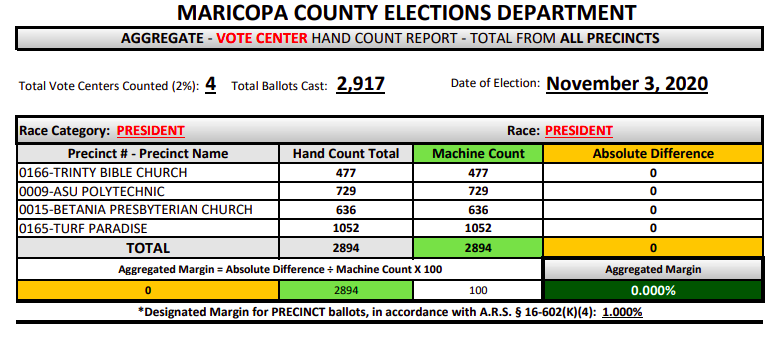 MARICOPA COUNTY ELECTIONS DEPARTMENT
AGGREGATE - VOTE CENTER HAND COUNT REPORT - TOTAL FROM ALL PRECINCTS
Total Vote Centers Counted (2%): 4 Total Ballots Cast: 2,917 Date of Election: November 3, 2020
Race Category: PRESIDENT Race: PRESIDENT
Precinct # - Precinct Name Hand Count Total Machine Count Absolute Difference
0166-TRINTY BIBLE CHURCH 477 477 0
0009-ASU POLYTECHNIC 729 729 0
0015-BETANIA PRESBYTERIAN CHURCH 636 636 0
0165-TURF PARADISE 1052 1052 0
TOTAL 2894 2894 0
Aggregated Margin = Absolute Difference ÷ Machine Count X 100 Aggregated Margin
0 2894 100 0.000%
*Designated Margin for PRECINCT ballots, in accordance with A.R.S. § 16-602(K)(4): 1.000%